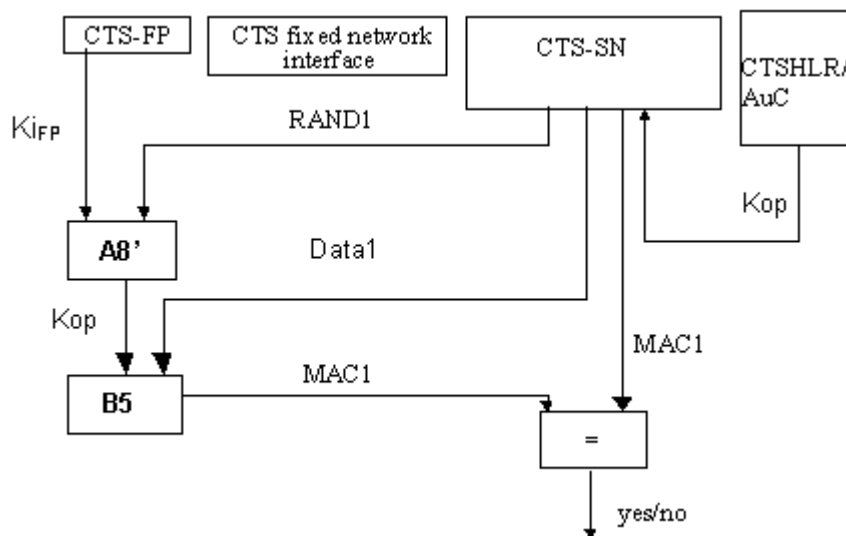 CTS-FP
CTS fixed network
interface
CTS-SN
CTSHLRA
AuC
KiFP
RAND1
Kop
A8’
Data1
Kop
MAC1
MAC1
B5
=
yes/no